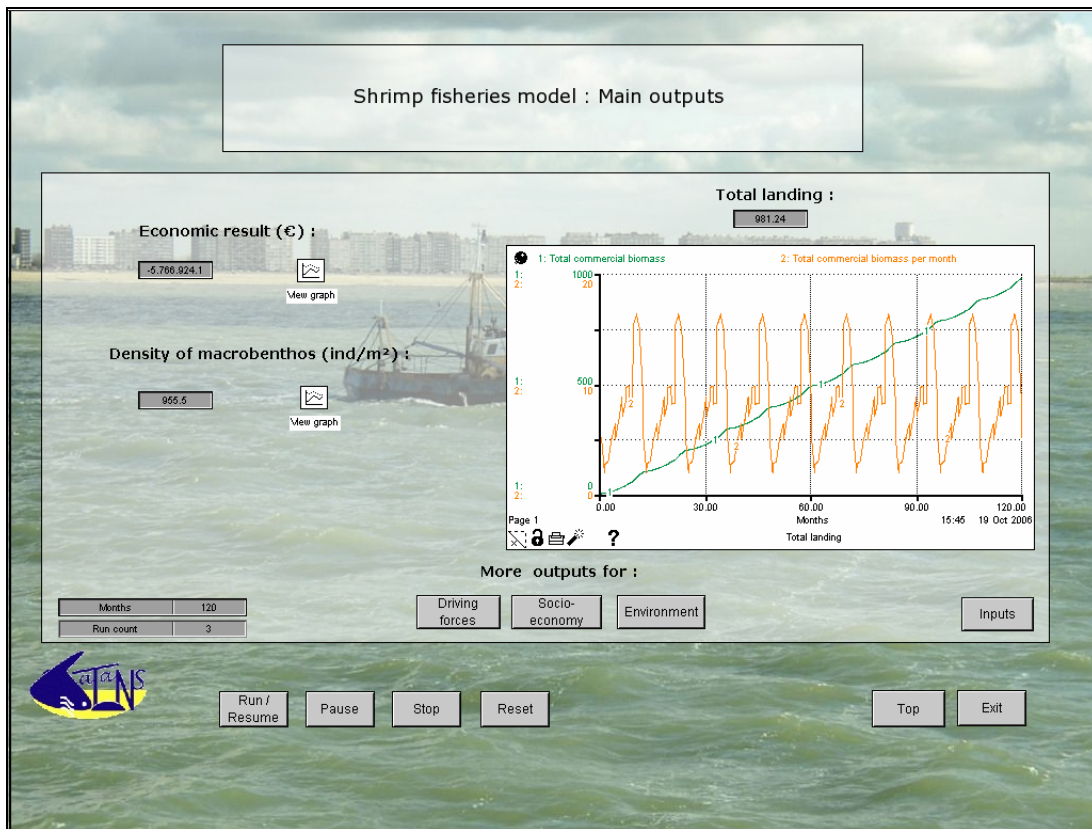 Shrimp fisheries model : Main outputs
Total landing :
981.24
Economic result (€) :
-5.766.924.1
View graph
Density of macrobenthos (ind/m²) :
955.5
View graph
1: Total commercial biomass
2: Total commercial biomass per month
1: 1000
2: 20
1: 500
2: 10
1: 0
2: 0
0.00 30.00 60.00 90.00 120.00
Page 1 Months 15:45 19 Oct 2006
? Total landing
More outputs for :
Months 120
Run count 3
Driving
forces
Socio-
economy
Environment
Inputs
Run /
Resume
Pause
Stop
Reset
Top
Exit